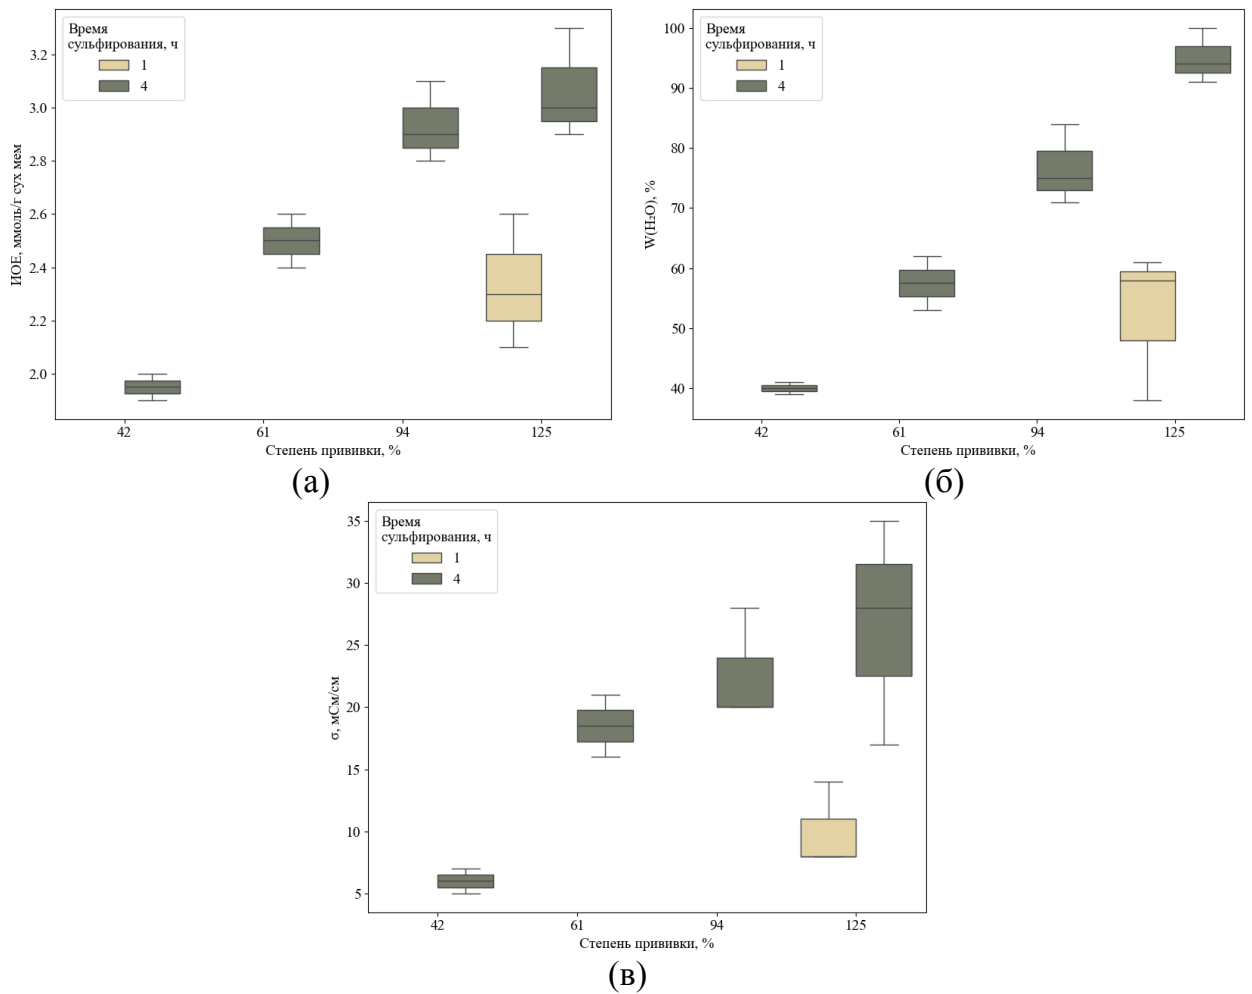 Время
сульфирования, ч
1
4
3.2
3.0
2.8
2.6
2.4
2.2
2.0
ИОЕ, ммоль/г сух мем
42 61 94 125
Степень прививки, %
(а)
Время
сульфирования, ч
1
4
100
90
80
70
60
50
40
W(H₂O), %
42 61 94 125
Степень прививки, %
(б)
Время
сульфирования, ч
1
4
35
30
25
20
15
10
5
σ, мСм/см
42 61 94 125
Степень прививки, %
(в)